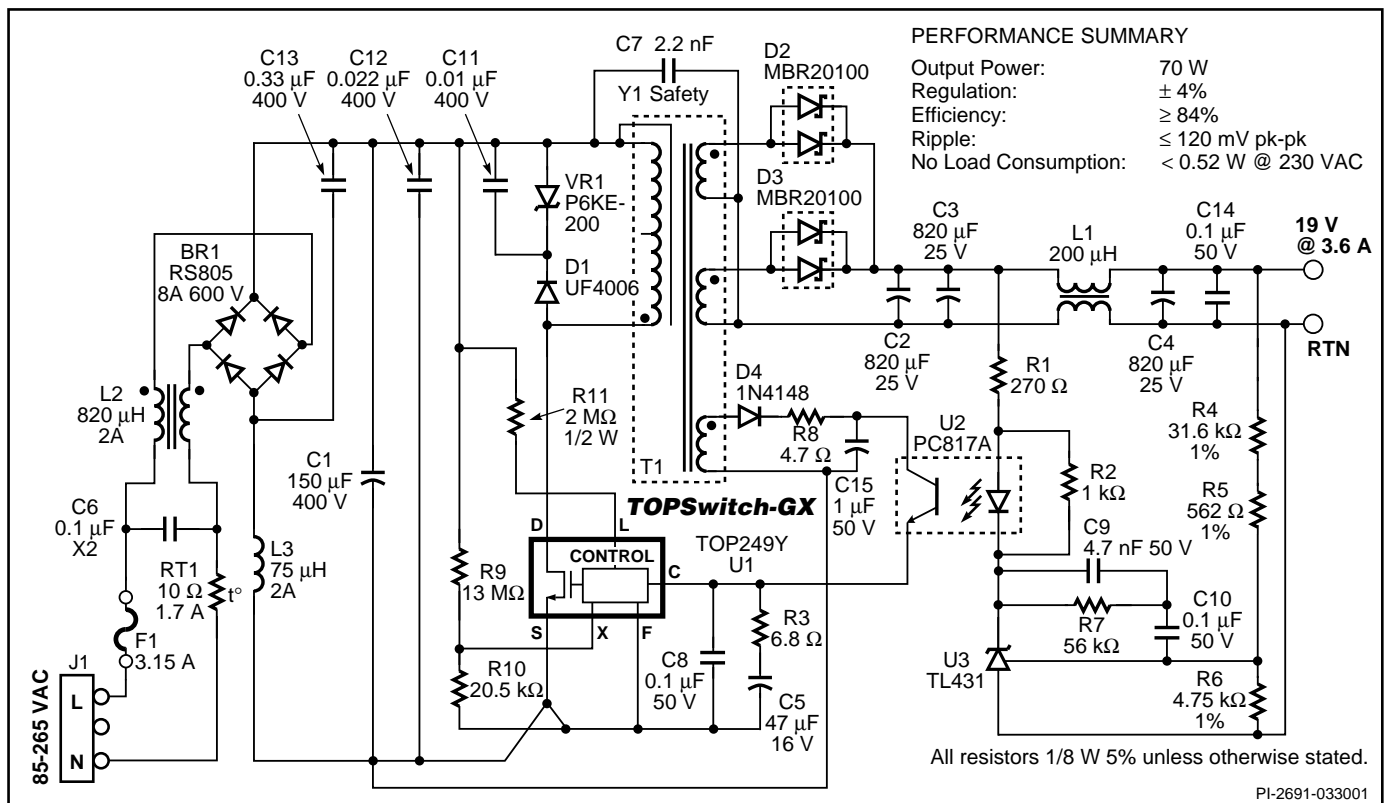 C7 2.2 nF
Y1 Safety
D2
MBR20100
PERFORMANCE SUMMARY
Output Power: 70 W
Regulation: ± 4%
Efficiency: ≥ 84%
Ripple: ≤ 120 mV pk-pk
No Load Consumption: < 0.52 W @ 230 VAC
C13
0.33 µF
400 V
C12
0.022 µF
400 V
C11
0.01 µF
400 V
VR1
P6KE-
200
D1
UF4006
D3
MBR20100
C3
820 µF
25 V
L1
200 µH
C14
0.1 µF
50 V
19 V
@ 3.6 A
RTN
BR1
RS805
8A 600 V
C2
820 µF
25 V
C4
820 µF
25 V
R1
270 Ω
L2
820 µH
2A
R11
2 MΩ
1/2 W
D4
1N4148
R8
4.7 Ω
T1
C15
1 µF
50 V
U2
PC817A
R2
1 kΩ
R4
31.6 kΩ
1%
R5
562 Ω
1%
C1
150 µF
400 V
C6
0.1 µF
X2
L3
75 µH
2A
RT1
10 Ω
1.7 A
t°
F1
3.15 A
J1
L
N
85-265 VAC
TOPSwitch-GX
D
L
CONTROL
C
S
X
F
TOP249Y
U1
R9
13 MΩ
R10
20.5 kΩ
C8
0.1 µF
50 V
R3
6.8 Ω
C5
47 µF
16 V
C9
4.7 nF 50 V
R7
56 kΩ
C10
0.1 µF
50 V
U3
TL431
R6
4.75 kΩ
1%
All resistors 1/8 W 5% unless otherwise stated.
PI-2691-033001